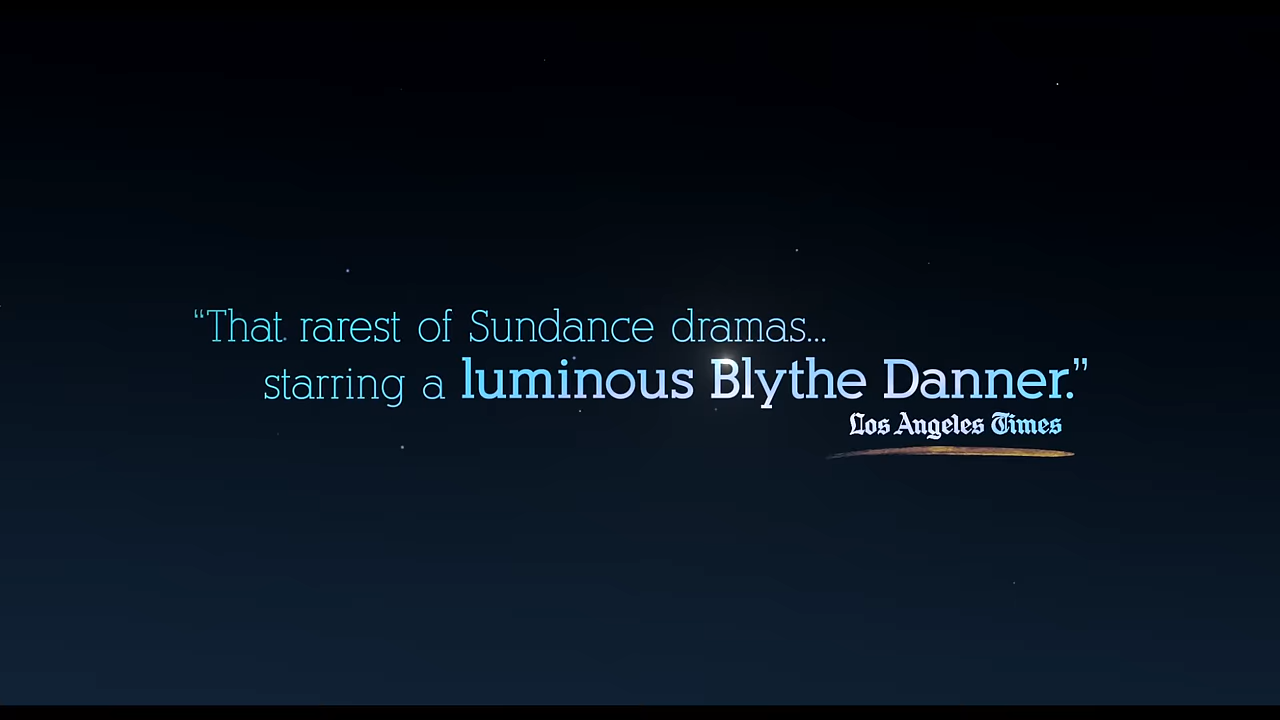 “That rarest of Sundance dramas...
starring a luminous Blythe Danner.”
Los Angeles Times